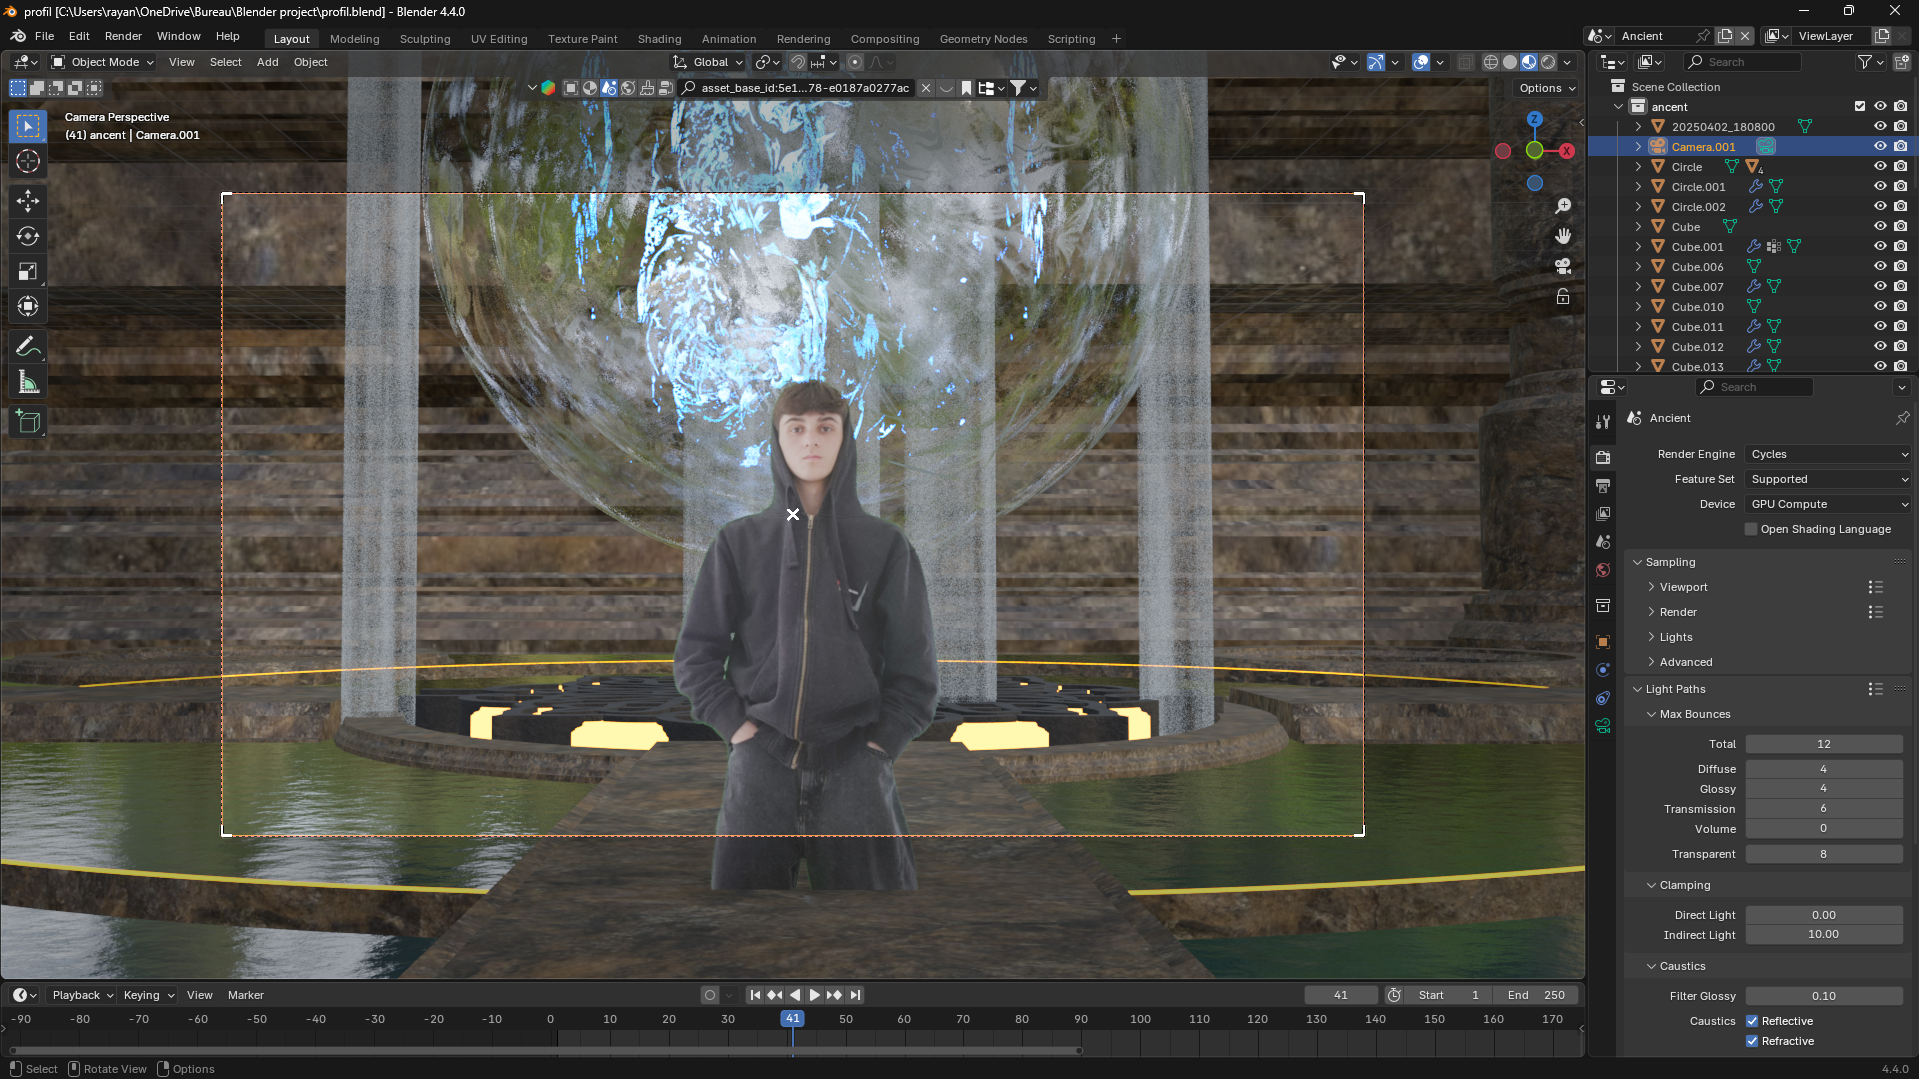 profil [C:\Users\rayan\OneDrive\Bureau\Blender project\profil.blend] - Blender 4.4.0
File Edit Render Window Help Layout Modeling Sculpting UV Editing Texture Paint Shading Animation Rendering Compositing Geometry Nodes Scripting + Ancient ViewLayer
Object Mode View Select Add Object Global Search
asset_base_id:5e1...78-e0187a0277ac Options
Camera Perspective
(41) ancent | Camera.001
Z
X
Scene Collection
ancent
20250402_180800
Camera.001
Circle 4
Circle.001
Circle.002
Cube
Cube.001
Cube.006
Cube.007
Cube.010
Cube.011
Cube.012
Cube.013
Search
Ancient
Render Engine Cycles
Feature Set Supported
Device GPU Compute
Open Shading Language
Sampling
Viewport
Render
Lights
Advanced
Light Paths
Max Bounces
Total 12
Diffuse 4
Glossy 4
Transmission 6
Volume 0
Transparent 8
Clamping
Direct Light 0.00
Indirect Light 10.00
Caustics
Filter Glossy 0.10
Caustics Reflective
Refractive
Playback Keying View Marker 41 Start 1 End 250
-90 -80 -70 -60 -50 -40 -30 -20 -10 0 10 20 30 41 50 60 70 80 90 100 110 120 130 140 150 160 170
Select Rotate View Options 4.4.0